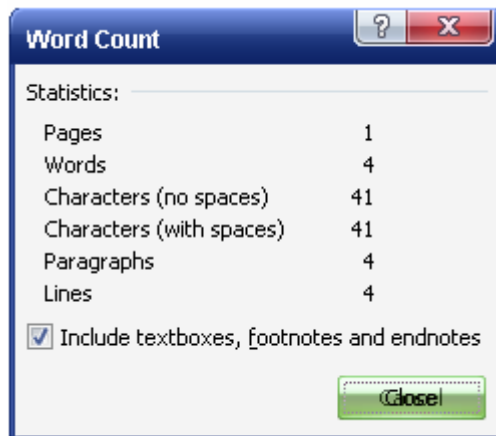 Word Count
?
Statistics:
Pages 1
Words 4
Characters (no spaces) 41
Characters (with spaces) 41
Paragraphs 4
Lines 4
Include textboxes, footnotes and endnotes